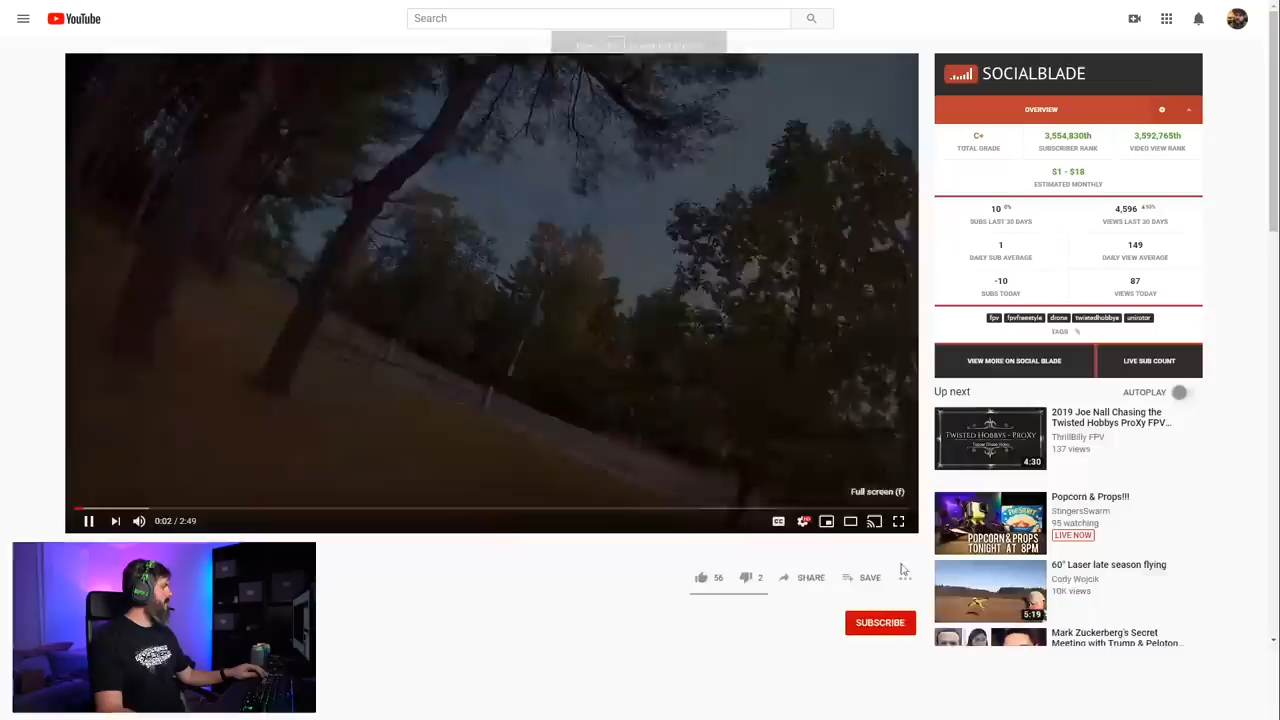 YouTube
Search
SOCIALBLADE
OVERVIEW
C+
3,554,830th
3,592,765th
TOTAL GRADE
SUBSCRIBER RANK
VIDEO VIEW RANK
$1 - $18
ESTIMATED MONTHLY
10 0%
4,596
SUBS LAST 30 DAYS
VIEWS LAST 30 DAYS
1
149
DAILY SUB AVERAGE
DAILY VIEW AVERAGE
-10
87
SUBS TODAY
VIEWS TODAY
fpv fpvfreestyle drone twistedhobbys unirotor
TAGS
VIEW MORE ON SOCIAL BLADE
LIVE SUB COUNT
Up next
AUTOPLAY
2019 Joe Nall Chasing the
Twisted Hobbys ProXy FPV...
ThrillBilly FPV
137 views
TWISTED HOBBYS - PROXY
4:30
Full screen (f)
0:02 / 2:49
CC
Popcorn & Props!!!
StingersSwarm
95 watching
LIVE NOW
POPCORN & PROPS
TONIGHT AT 8PM
60" Laser late season flying
Cody Wojcik
10K views
5:19
56
2
SHARE
SAVE
SUBSCRIBE
Mark Zuckerberg's Secret
Meeting with Trump & Peloton...